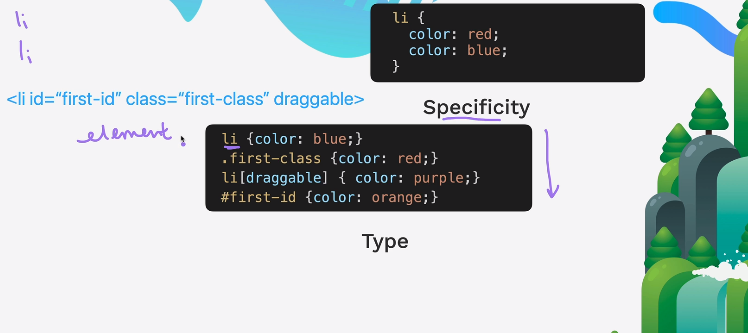 li
li
li {
color: red;
color: blue;
}
<li id="first-id" class="first-class" draggable>
Specificity
element
li {color: blue;}
.first-class {color: red;}
li[draggable] { color: purple;}
#first-id {color: orange;}
Type